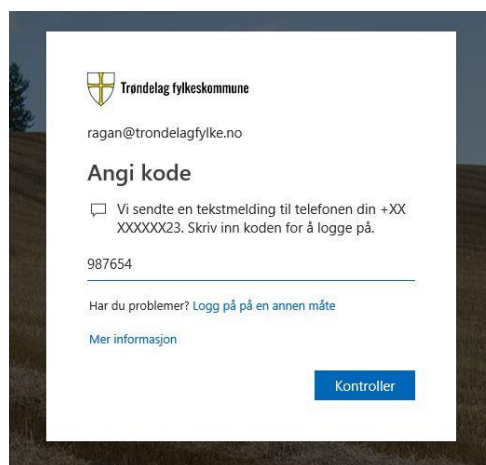 Trøndelag fylkeskommune
ragan@trondelagfylke.no
Angi kode
Vi sendte en tekstmelding til telefonen din +XX
XXXXXX23. Skriv inn koden for å logge på.
987654
Har du problemer? Logg på på en annen måte
Mer informasjon
Kontroller